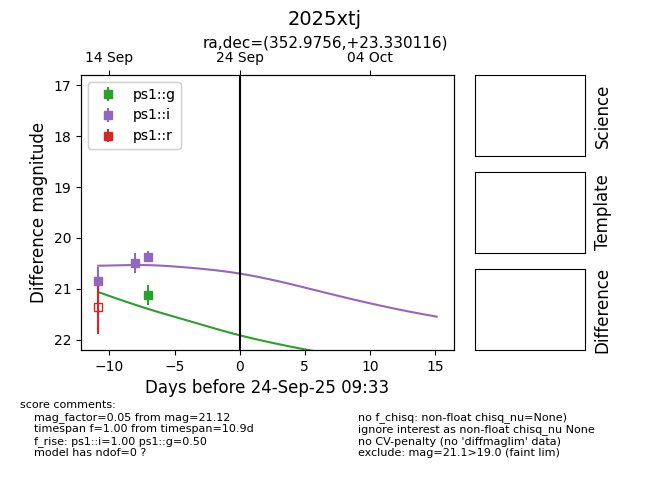 2025xtj
ra,dec=(352.9756,+23.330116)
14 Sep 24 Sep 04 Oct
ps1::g
ps1::i
ps1::r
17
18
19
20
21
22
Difference magnitude
−10 −5 0 5 10 15
Days before 24-Sep-25 09:33
Science
Template
Difference
score comments:
mag_factor=0.05 from mag=21.12
timespan f=1.00 from timespan=10.9d
f_rise: ps1::i=1.00 ps1::g=0.50
model has ndof=0 ?
no f_chisq: non-float chisq_nu=None)
ignore interest as non-float chisq_nu None
no CV-penalty (no 'diffmaglim' data)
exclude: mag=21.1>19.0 (faint lim)